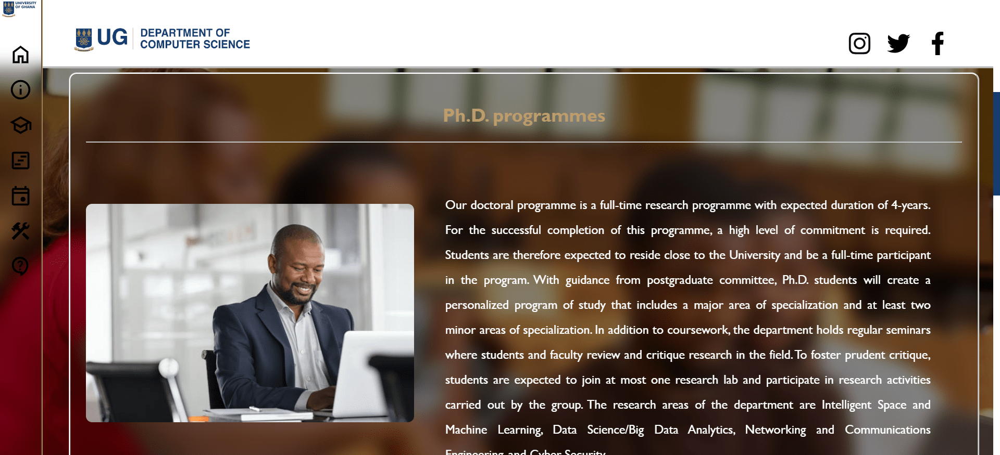 UNIVERSITY
OF GHANA
UG
DEPARTMENT OF
COMPUTER SCIENCE
Ph.D. programmes
Our doctoral programme is a full-time research programme with expected duration of 4-years.
For the successful completion of this programme, a high level of commitment is required.
Students are therefore expected to reside close to the University and be a full-time participant
in the program. With guidance from postgraduate committee, Ph.D. students will create a
personalized program of study that includes a major area of specialization and at least two
minor areas of specialization. In addition to coursework, the department holds regular seminars
where students and faculty review and critique research in the field. To foster prudent critique,
students are expected to join at most one research lab and participate in research activities
carried out by the group. The research areas of the department are Intelligent Space and
Machine Learning, Data Science/Big Data Analytics, Networking and Communications
Engineering and Cyber Security.